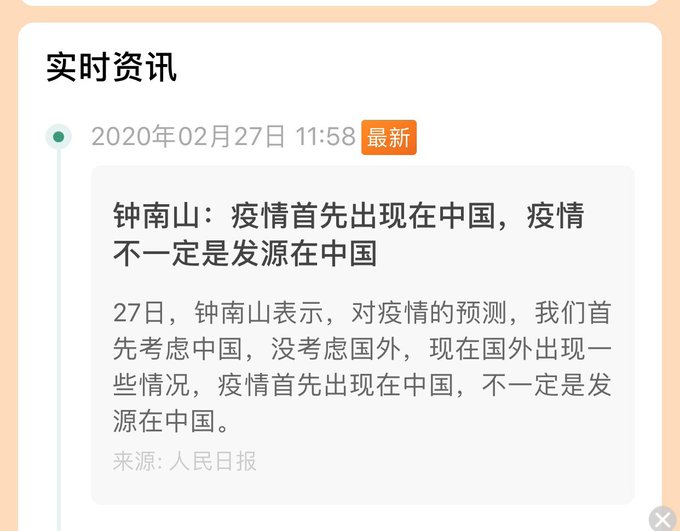 实时资讯
2020年02月27日 11:58 最新
钟南山：疫情首先出现在中国，疫情
不一定是发源在中国
27日，钟南山表示，对疫情的预测，我们首
先考虑中国，没考虑国外，现在国外出现一
些情况，疫情首先出现在中国，不一定是发
源在中国。
来源: 人民日报